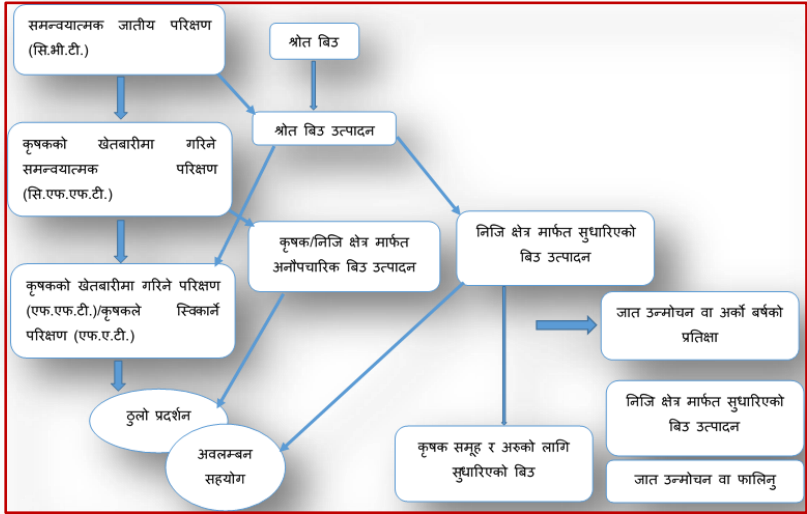 समन्वयात्मक जातीय परिक्षण
(सि.भी.टी.)
श्रोत बिउ
श्रोत बिउ उत्पादन
कृषकको खेतबारीमा गरिने
समन्वयात्मक परिक्षण
(सि.एफ.एफ.टी.)
कृषक/निजि क्षेत्र मार्फत
अनौपचारिक बिउ उत्पादन
निजि क्षेत्र मार्फत सुधारिएको
बिउ उत्पादन
कृषकको खेतबारीमा गरिने परिक्षण
(एफ.एफ.टी.)/कृषकले स्विकार्ने
परिक्षण (एफ.ए.टी.)
जात उन्मोचन वा अर्को बर्षको
प्रतिक्षा
ठुलो प्रदर्शन
अवलम्बन
सहयोग
कृषक समूह र अरुको लागि
सुधारिएको बिउ
निजि क्षेत्र मार्फत सुधारिएको
बिउ उत्पादन
जात उन्मोचन वा फालिनु